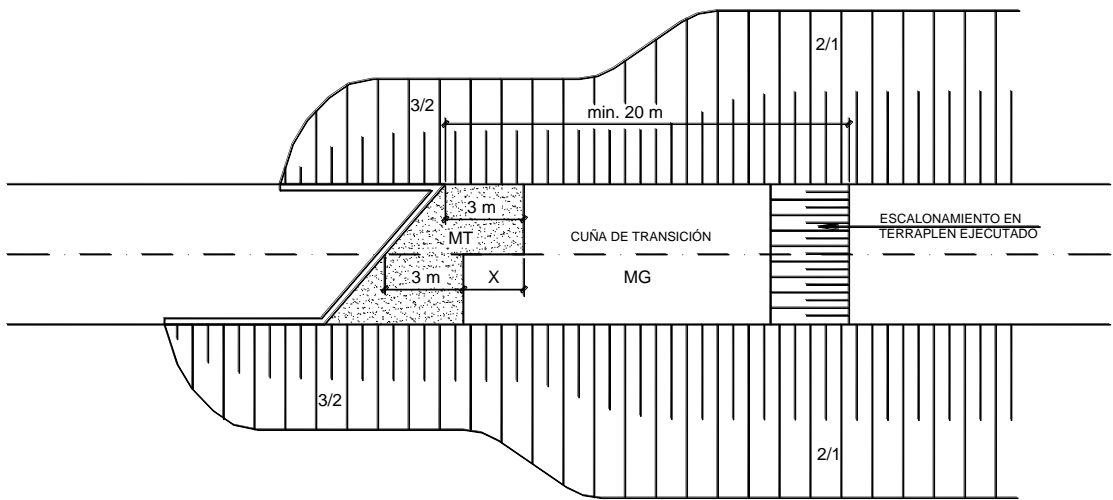 2/1
3/2
min. 20 m
3 m
MT
CUÑA DE TRANSICIÓN
ESCALONAMIENTO EN
TERRAPLEN EJECUTADO
3 m
X
MG
3/2
2/1